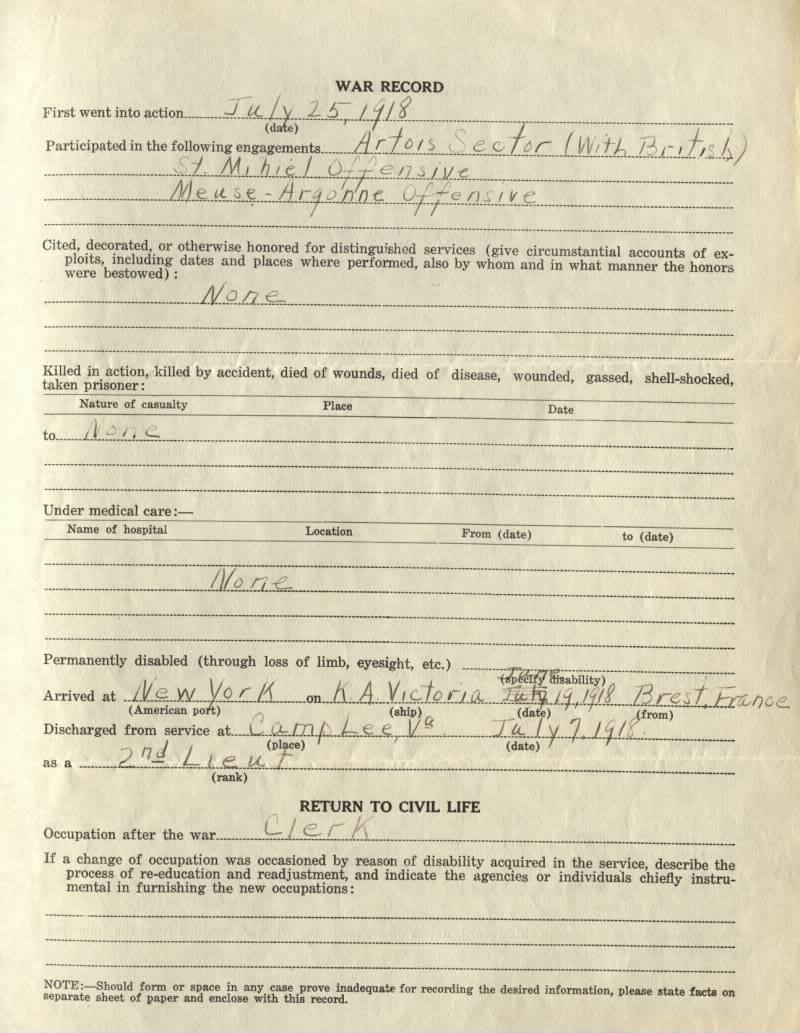 WAR RECORD
First went into action July 25, 1918
(date)
Participated in the following engagements Artois Sector (With British)
St. Mihiel Offensive
Meuse-Argonne Offensive
Cited, decorated, or otherwise honored for distinguished services (give circumstantial accounts of ex-
ploits, including dates and places where performed, also by whom and in what manner the honors
were bestowed):
None
Killed in action, killed by accident, died of wounds, died of disease, wounded, gassed, shell-shocked,
taken prisoner:
Nature of casualty Place Date
to None
Under medical care:—
Name of hospital Location From (date) to (date)
None
Permanently disabled (through loss of limb, eyesight, etc.)
(specify disability)
Arrived at New York on K.A. Victoria 19, 1918 Brest, France
(American port) (ship) (date) (from)
Discharged from service at Camp Lee, Va. July 7, 1918.
(place) (date)
as a 2nd Lieut
(rank)
RETURN TO CIVIL LIFE
Occupation after the war Clerk
If a change of occupation was occasioned by reason of disability acquired in the service, describe the
process of re-education and readjustment, and indicate the agencies or individuals chiefly instru-
mental in furnishing the new occupations:
NOTE:—Should form or space in any case prove inadequate for recording the desired information, please state facts on
separate sheet of paper and enclose with this record.